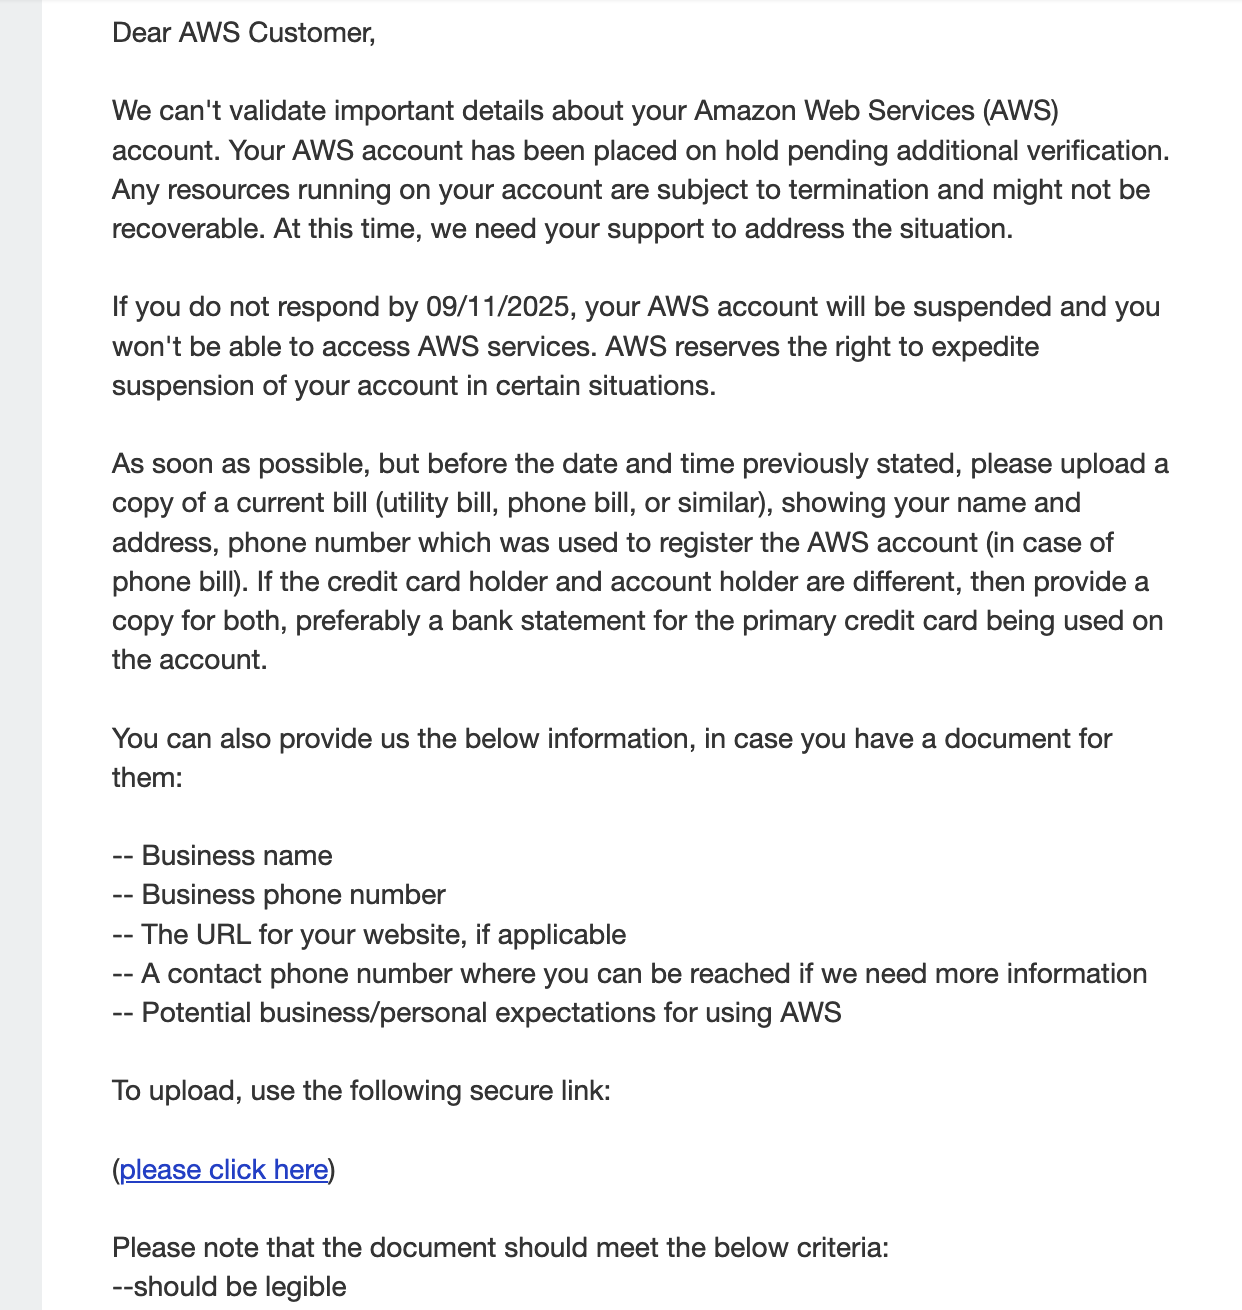 Dear AWS Customer,
We can't validate important details about your Amazon Web Services (AWS)
account. Your AWS account has been placed on hold pending additional verification.
Any resources running on your account are subject to termination and might not be
recoverable. At this time, we need your support to address the situation.
If you do not respond by 09/11/2025, your AWS account will be suspended and you
won't be able to access AWS services. AWS reserves the right to expedite
suspension of your account in certain situations.
As soon as possible, but before the date and time previously stated, please upload a
copy of a current bill (utility bill, phone bill, or similar), showing your name and
address, phone number which was used to register the AWS account (in case of
phone bill). If the credit card holder and account holder are different, then provide a
copy for both, preferably a bank statement for the primary credit card being used on
the account.
You can also provide us the below information, in case you have a document for
them:
-- Business name
-- Business phone number
-- The URL for your website, if applicable
-- A contact phone number where you can be reached if we need more information
-- Potential business/personal expectations for using AWS
To upload, use the following secure link:
(please click here)
Please note that the document should meet the below criteria:
--should be legible